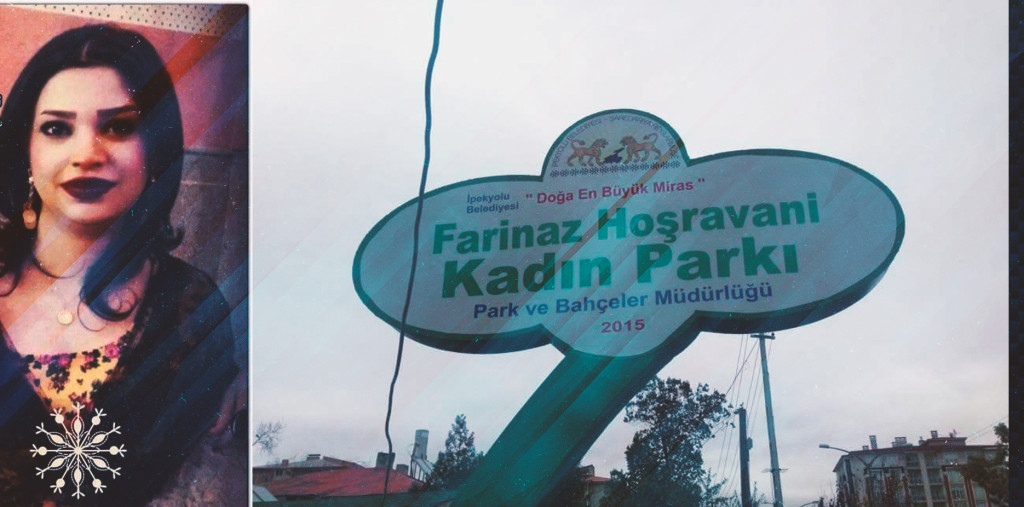 İpekyolu
Belediyesi
" Doğa En Büyük Miras "
Farinaz Hoşravani
Kadın Parkı
Park ve Bahçeler Müdürlüğü
2015